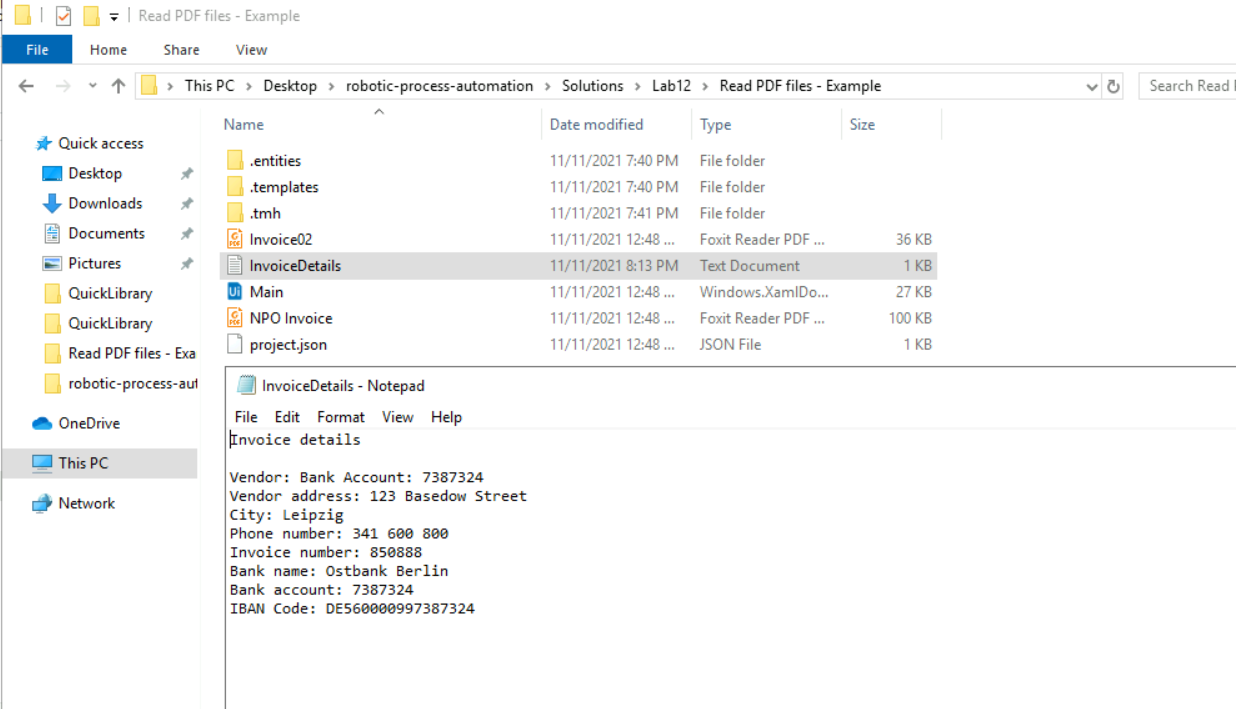 Read PDF files - Example
File Home Share View
This PC > Desktop > robotic-process-automation > Solutions > Lab12 > Read PDF files - Example
Search Read
Name Date modified Type Size
Quick access
Desktop
Downloads
Documents
Pictures
QuickLibrary
QuickLibrary
Read PDF files - Exa
robotic-process-aut
OneDrive
This PC
Network
.entities 11/11/2021 7:40 PM File folder
.templates 11/11/2021 7:40 PM File folder
.tmh 11/11/2021 7:41 PM File folder
Invoice02 11/11/2021 12:48 ... Foxit Reader PDF ... 36 KB
InvoiceDetails 11/11/2021 8:13 PM Text Document 1 KB
Main 11/11/2021 12:48 ... Windows.XamlDo... 27 KB
NPO Invoice 11/11/2021 12:48 ... Foxit Reader PDF ... 100 KB
project.json 11/11/2021 12:48 ... JSON File 1 KB
InvoiceDetails - Notepad
File Edit Format View Help
Invoice details
Vendor: Bank Account: 7387324
Vendor address: 123 Basedow Street
City: Leipzig
Phone number: 341 600 800
Invoice number: 850888
Bank name: Ostbank Berlin
Bank account: 7387324
IBAN Code: DE560000997387324